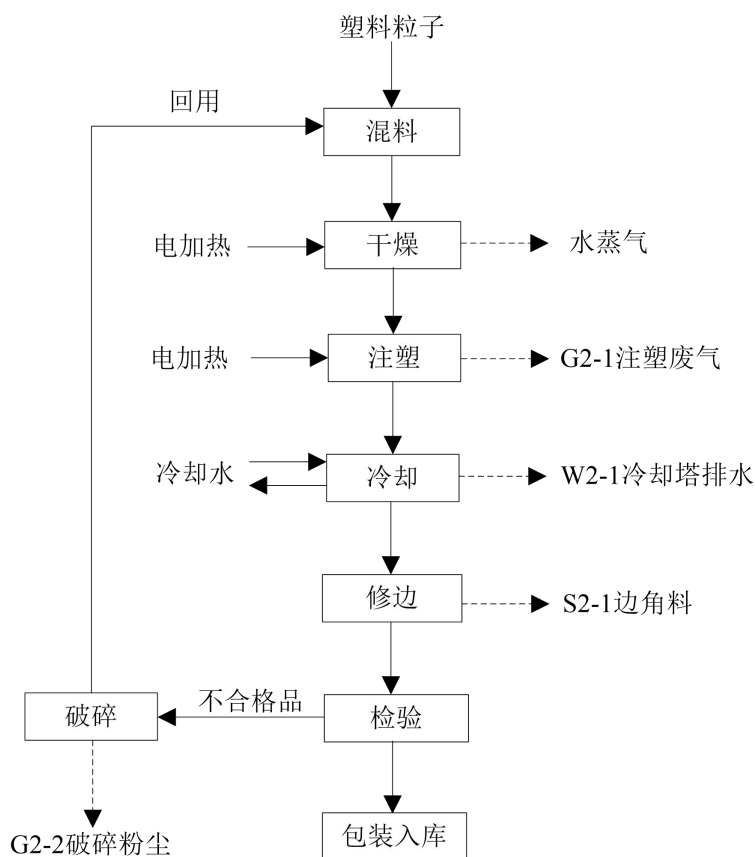 塑料粒子
回用
混料
电加热
干燥
水蒸气
电加热
注塑
G2-1注塑废气
冷却水
冷却
W2-1冷却塔排水
修边
S2-1边角料
破碎
不合格品
检验
G2-2破碎粉尘
包装入库